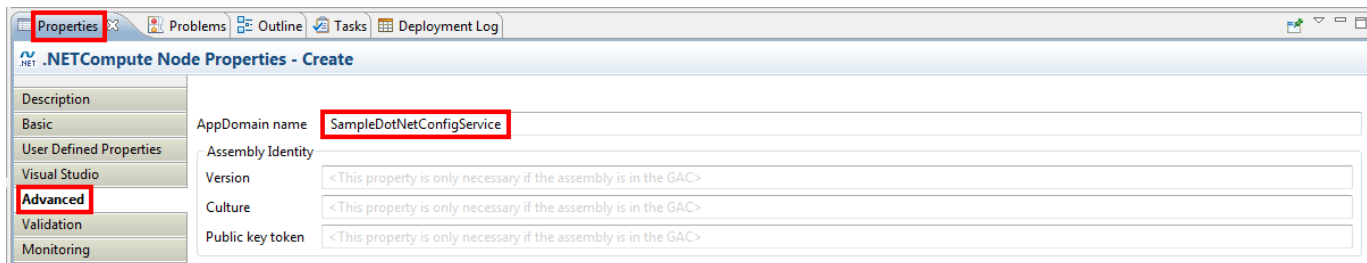 Properties Problems Outline Tasks Deployment Log
.NET .NETCompute Node Properties - Create
Description
Basic
User Defined Properties
Visual Studio
Advanced
Validation
Monitoring
AppDomain name SampleDotNetConfigService
Assembly Identity
Version <This property is only necessary if the assembly is in the GAC>
Culture <This property is only necessary if the assembly is in the GAC>
Public key token <This property is only necessary if the assembly is in the GAC>